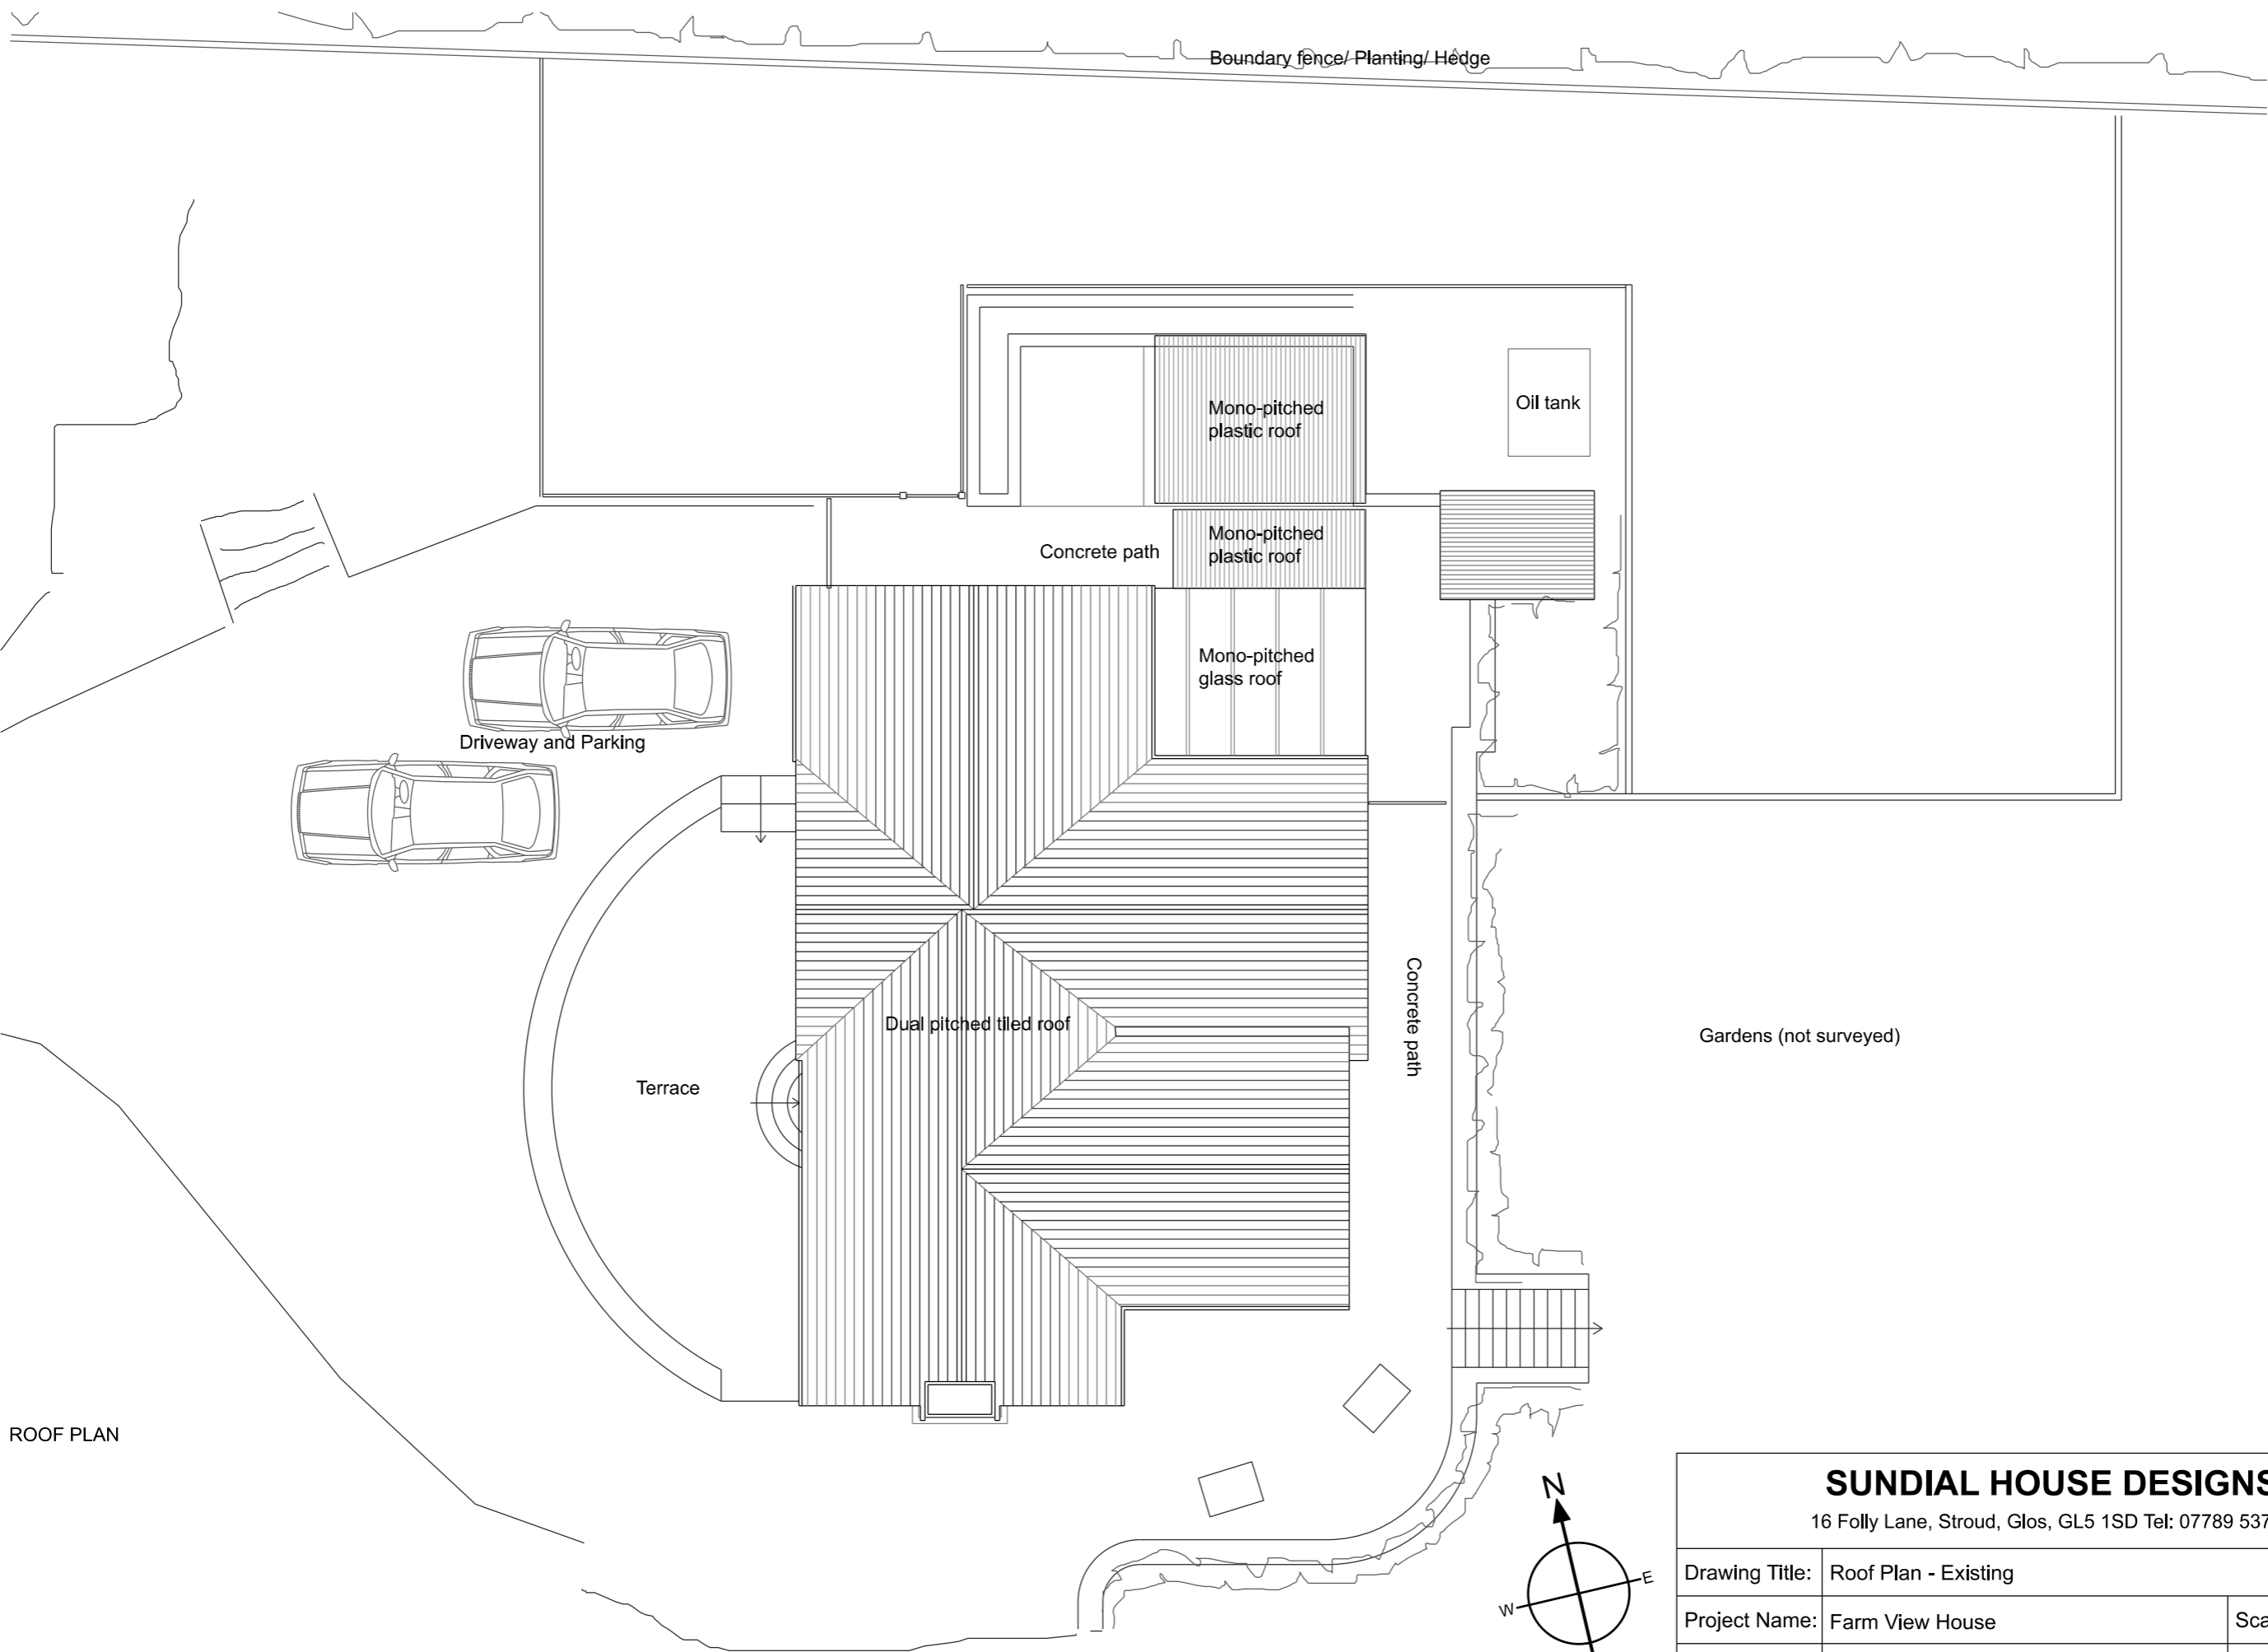 Boundary fence/ Planting/ Hedge
Mono-pitched
plastic roof
Oil tank
Concrete path
Mono-pitched
plastic roof
Mono-pitched
glass roof
Driveway and Parking
Dual pitched tiled roof
Concrete path
Gardens (not surveyed)
Terrace
ROOF PLAN
N
E
W
SUNDIAL HOUSE DESIGNS
16 Folly Lane, Stroud, Glos, GL5 1SD Tel: 07789 537
Drawing Title: Roof Plan - Existing
Project Name: Farm View House Sca